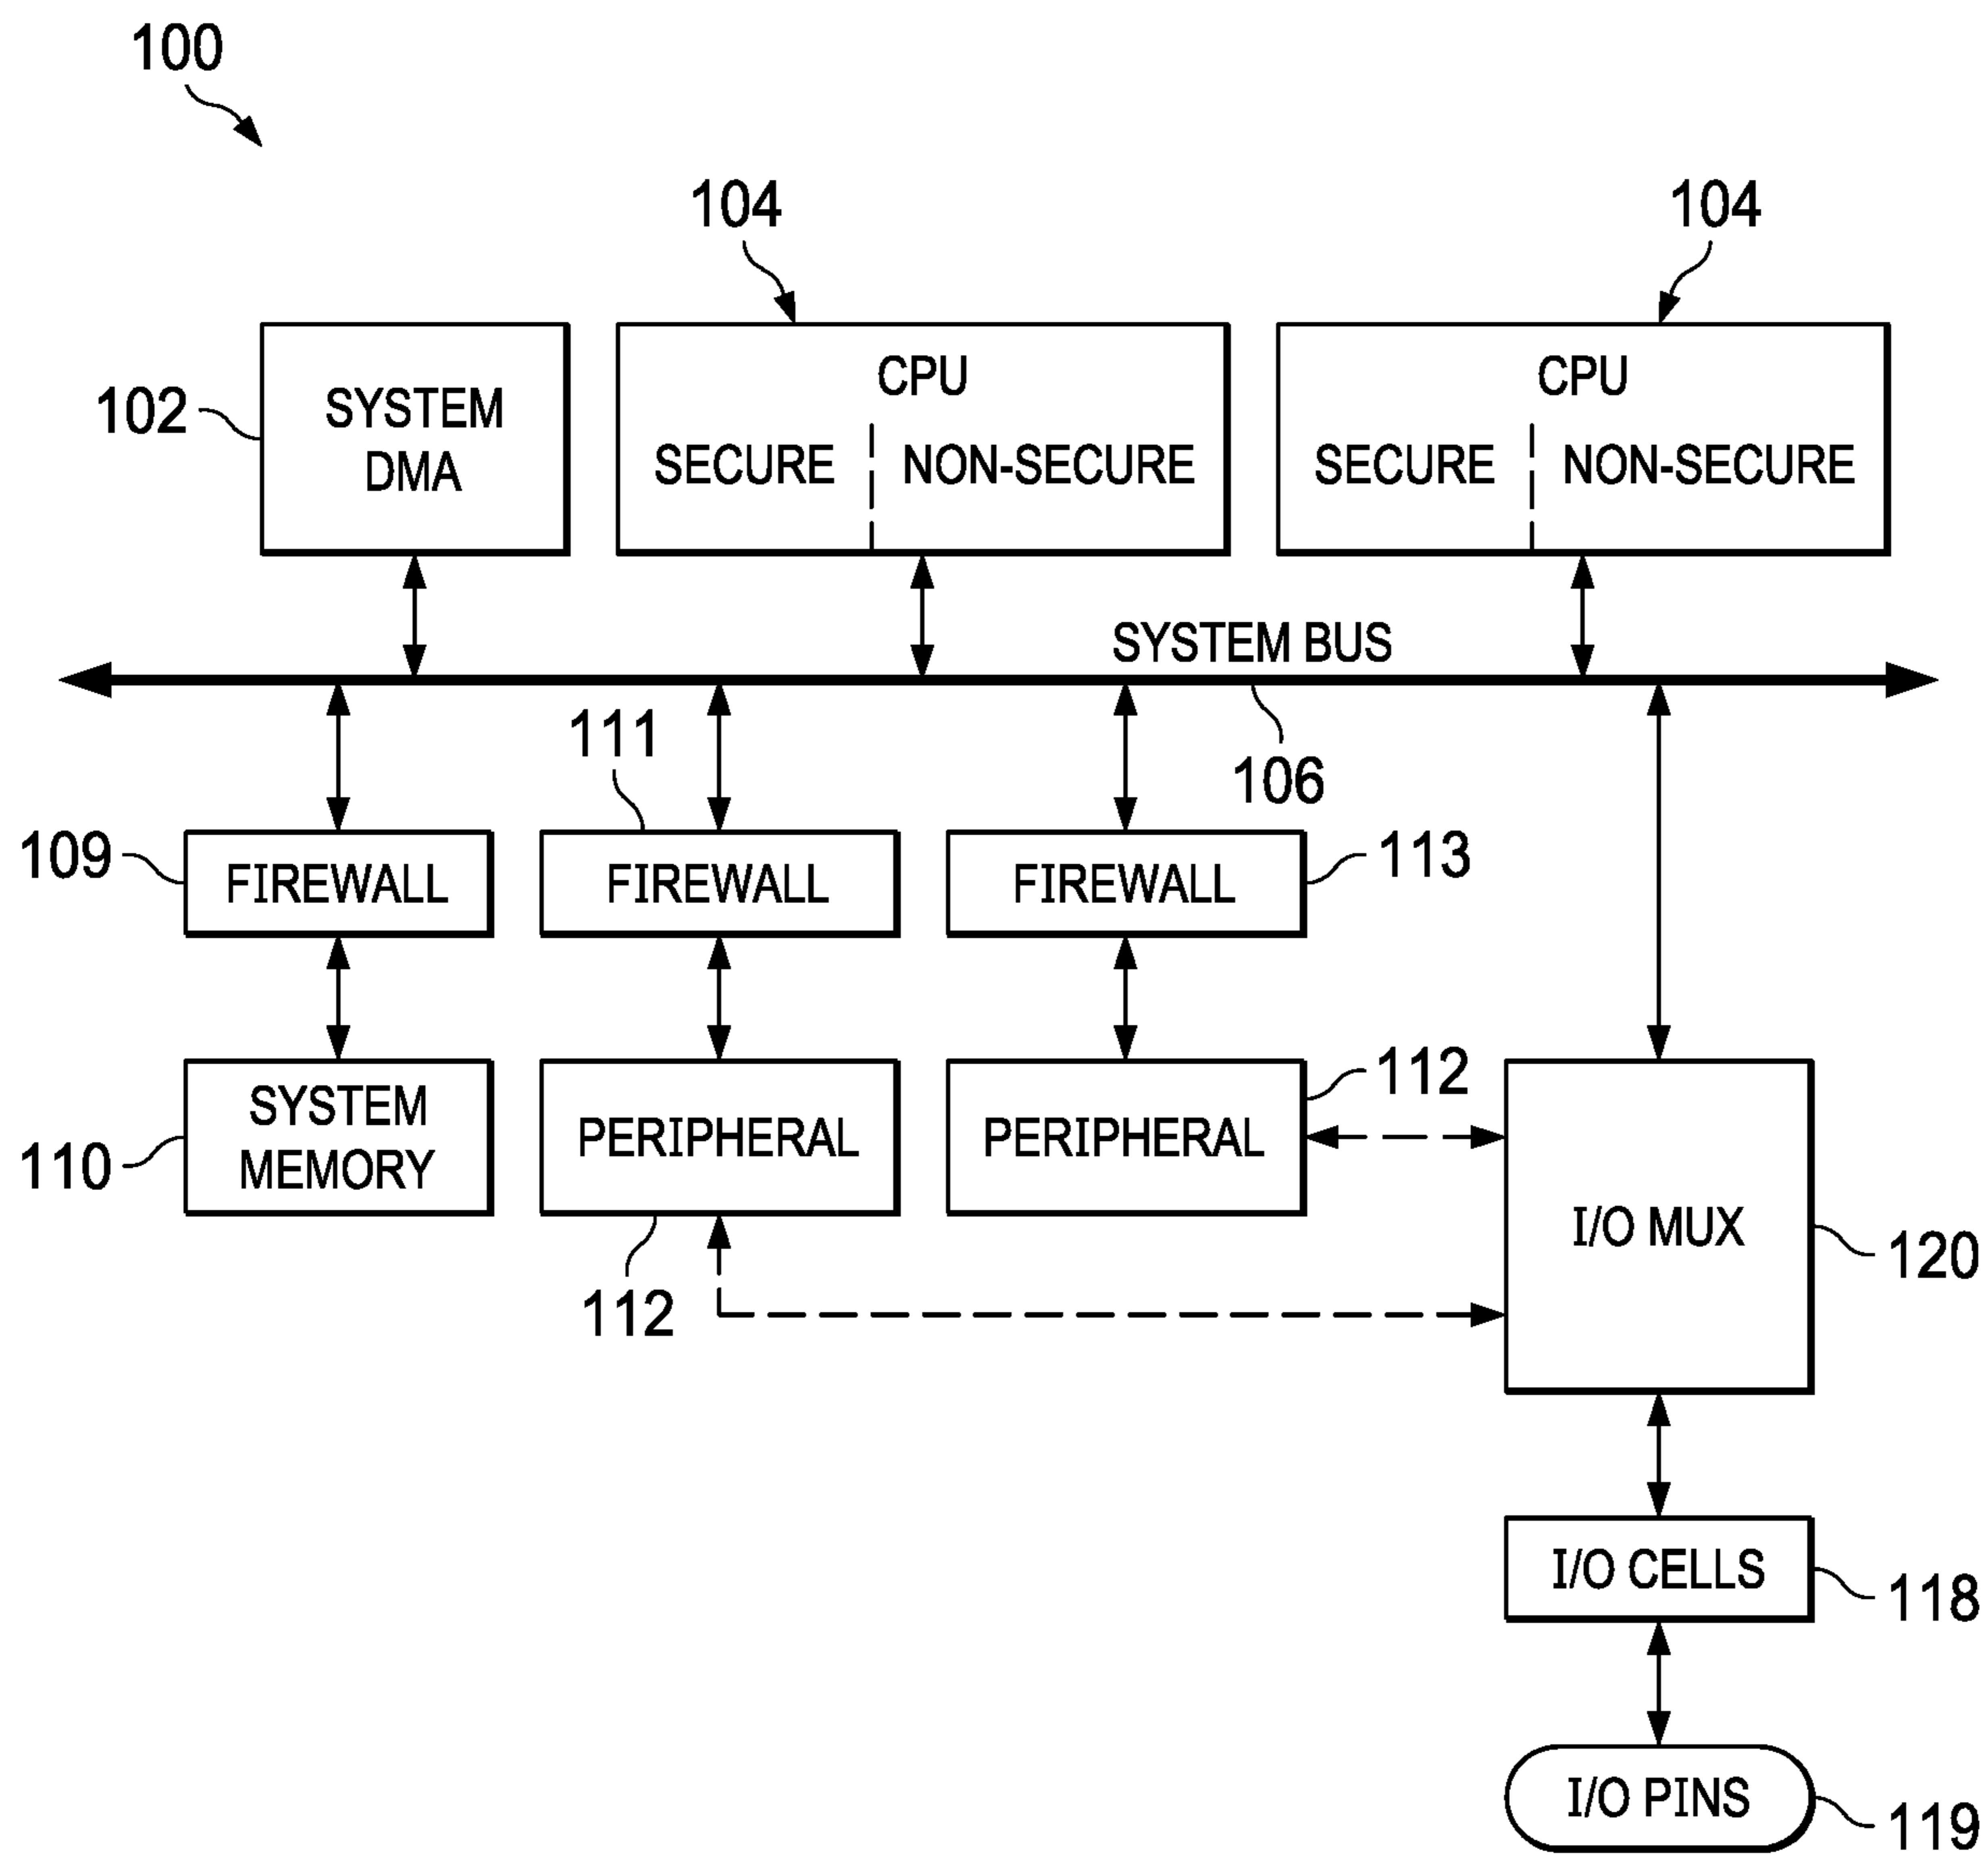 100
104
104
CPU
CPU
102
SYSTEM
DMA
SECURE
NON-SECURE
SECURE
NON-SECURE
SYSTEM BUS
111
106
109
FIREWALL
FIREWALL
FIREWALL
113
112
SYSTEM
MEMORY
110
PERIPHERAL
PERIPHERAL
I/O MUX
120
112
I/O CELLS
118
I/O PINS
119